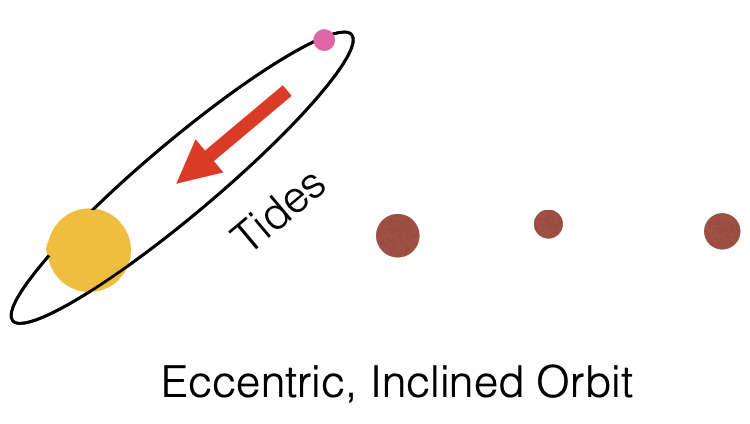 Tides
Eccentric, Inclined Orbit